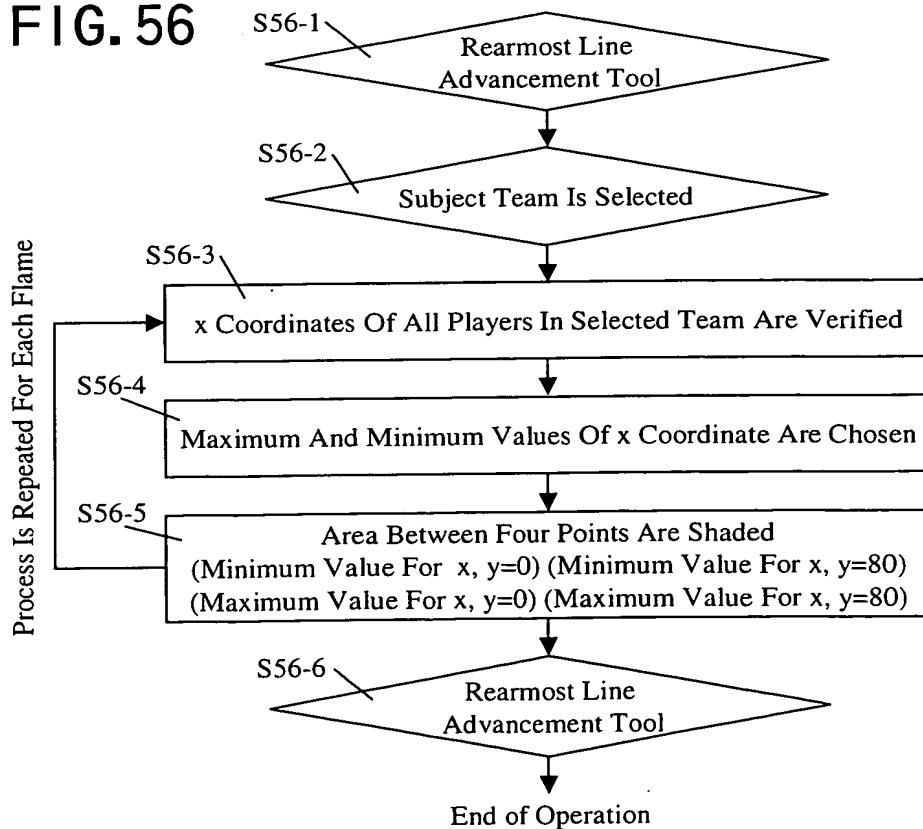 FIG. 56
S56-1
Rearmost Line
Advancement Tool
S56-2
Subject Team Is Selected
Process Is Repeated For Each Flame
S56-3
x Coordinates Of All Players In Selected Team Are Verified
S56-4
Maximum And Minimum Values Of x Coordinate Are Chosen
S56-5
Area Between Four Points Are Shaded
(Minimum Value For x, y=0) (Minimum Value For x, y=80)
(Maximum Value For x, y=0) (Maximum Value For x, y=80)
S56-6
Rearmost Line
Advancement Tool
End of Operation